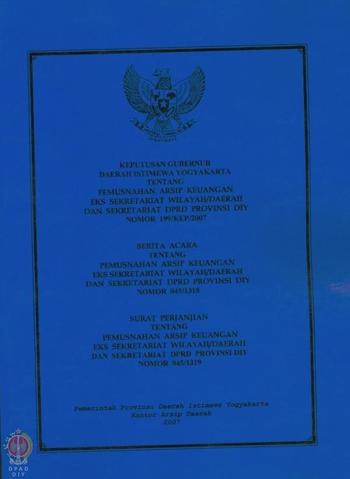 KEPUTUSAN GUBERNUR
DAERAH ISTIMEWA YOGYAKARTA
TENTANG
PEMUSNAHAN ARSIP KEUANGAN
EKS SEKRETARIAT WILAYAH/DAERAH
DAN SEKRETARIAT DPRD PROVINSI DIY
NOMOR 199/KEP/2007
BERITA ACARA
TENTANG
PEMUSNAHAN ARSIP KEUANGAN
EKS SEKRETARIAT WILAYAH/DAERAH
DAN SEKRETARIAT DPRD PROVINSI DIY
NOMOR 045/1318
SURAT PERJANJIAN
TENTANG
PEMUSNAHAN ARSIP KEUANGAN
EKS SEKRETARIAT WILAYAH/DAERAH
DAN SEKRETARIAT DPRD PROVINSI DIY
NOMOR 045/1319
Pemerintah Provinsi Daerah Istimewa Yogyakarta
Kantor Arsip Daerah
2007
DPAD
DIY